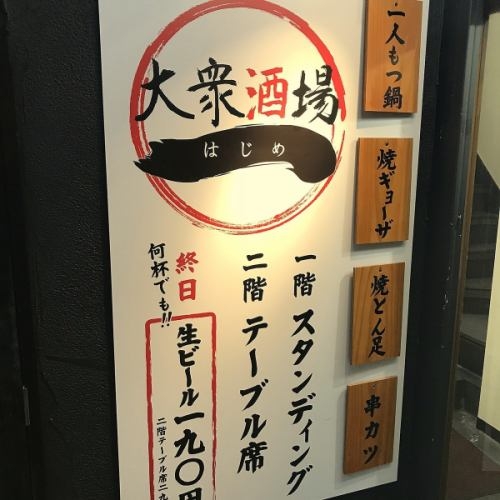 大衆酒場
はじめ
・一人もつ鍋
・焼ギョーザ
・焼とん足
・串カツ
一階 スタンディング
二階 テーブル席
終日
何杯でも!!
生ビール一九〇円
二階テーブル席二九